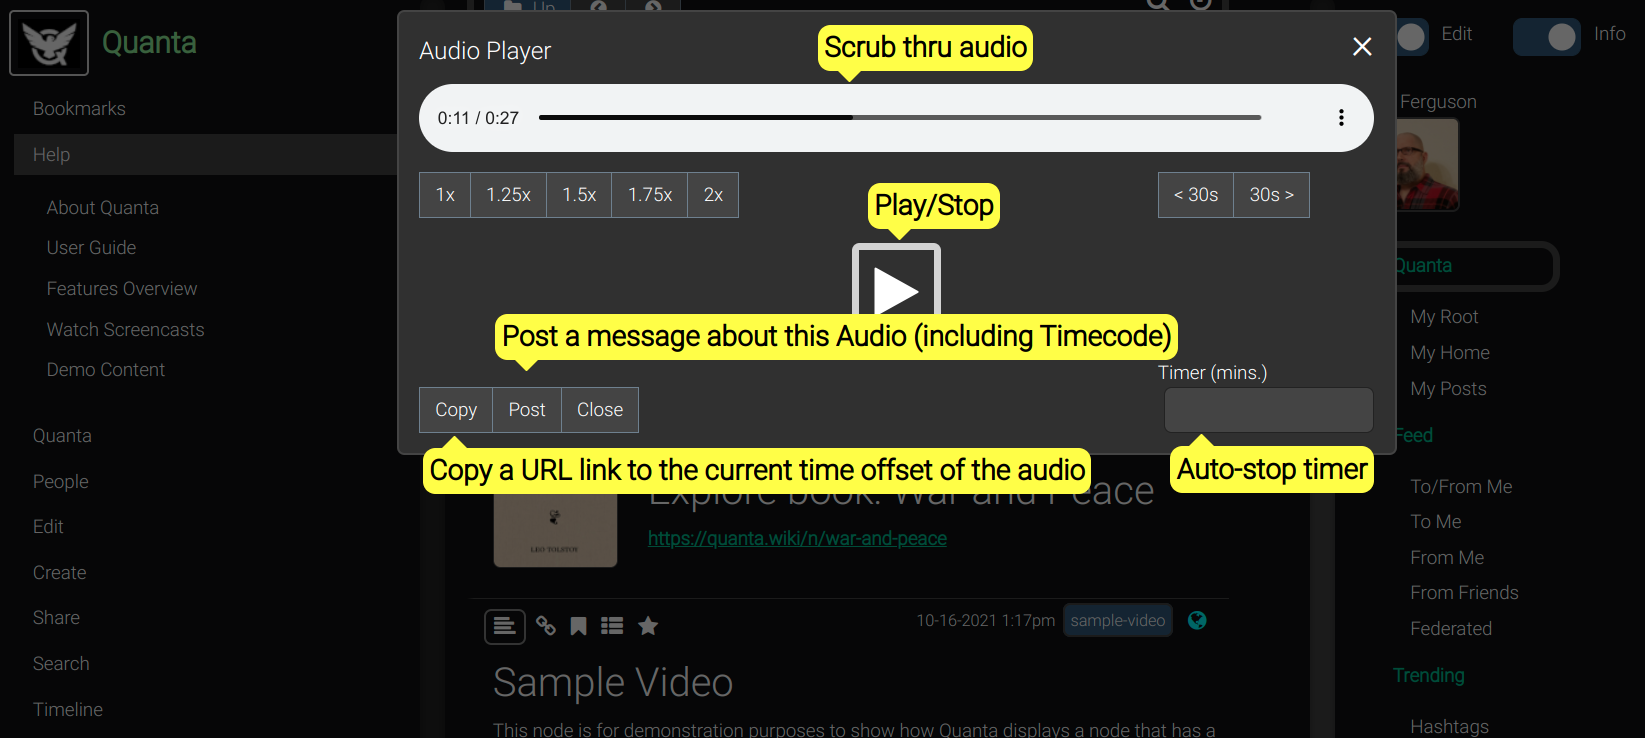 Quanta
Bookmarks
Help
About Quanta
User Guide
Features Overview
Watch Screencasts
Demo Content
Quanta
People
Edit
Create
Share
Search
Timeline
Up
Audio Player
Scrub thru audio
0:11 / 0:27
1x 1.25x 1.5x 1.75x 2x
< 30s 30s >
Play/Stop
Post a message about this Audio (including Timecode)
Timer (mins.)
Copy Post Close
Copy a URL link to the current time offset of the audio
Auto-stop timer
Explore book: War and Peace
LEO TOLSTOY
https://quanta.wiki/n/war-and-peace
10-16-2021 1:17pm sample-video
Sample Video
This node is for demonstration purposes to show how Quanta displays a node that has a
Edit Info
Ferguson
Quanta
My Root
My Home
My Posts
Feed
To/From Me
To Me
From Me
From Friends
Federated
Trending
Hashtags